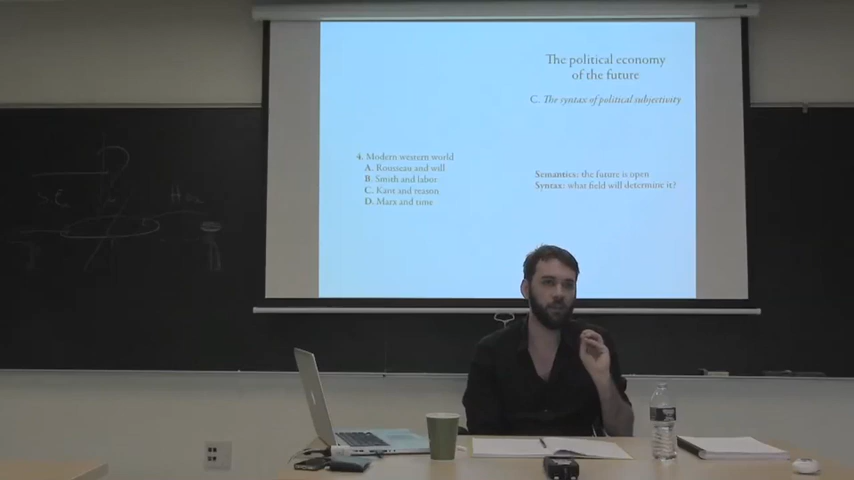 The political economy
of the future
C. The syntax of political subjectivity
4. Modern western world
A. Rousseau and will
B. Smith and labor
C. Kant and reason
D. Marx and time
Semantics: the future is open
Syntax: what field will determine it?